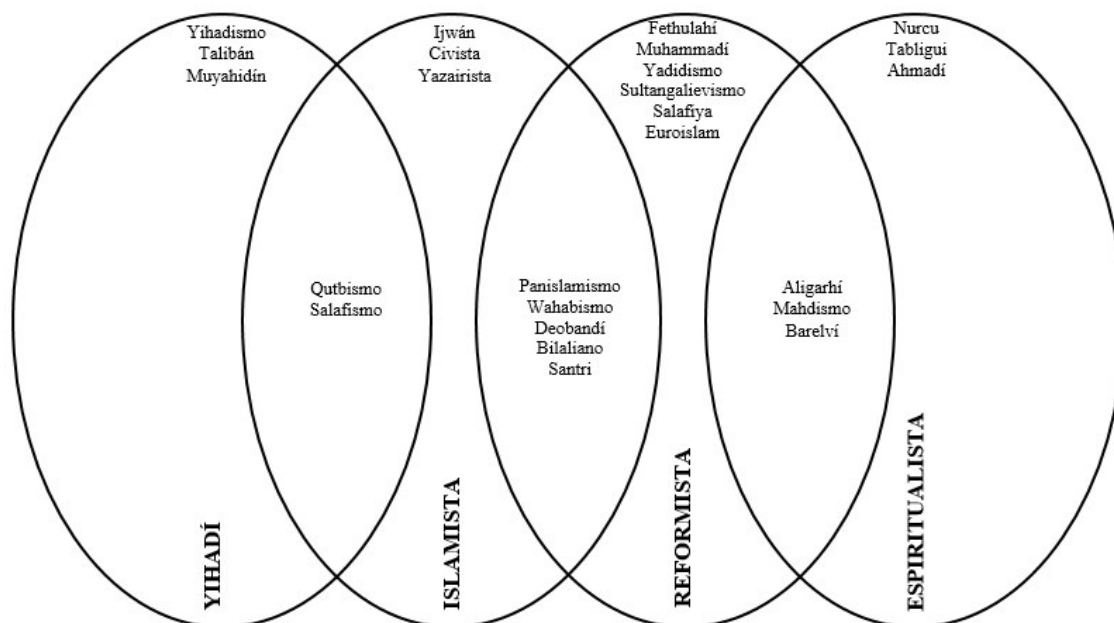 Yihadismo
Talibán
Muyahidín
Ijwán
Civista
Yazairista
Fethulahí
Muhammadí
Yadidismo
Sultangalievismo
Salafiya
Euroislam
Nurcu
Tabligui
Ahmadí
Qutbismo
Salafismo
Panislamismo
Wahabismo
Deobandí
Bilaliano
Santri
Aligarhí
Mahdismo
Barelví
YIHADÍ
ISLAMISTA
REFORMISTA
ESPIRITUALISTA